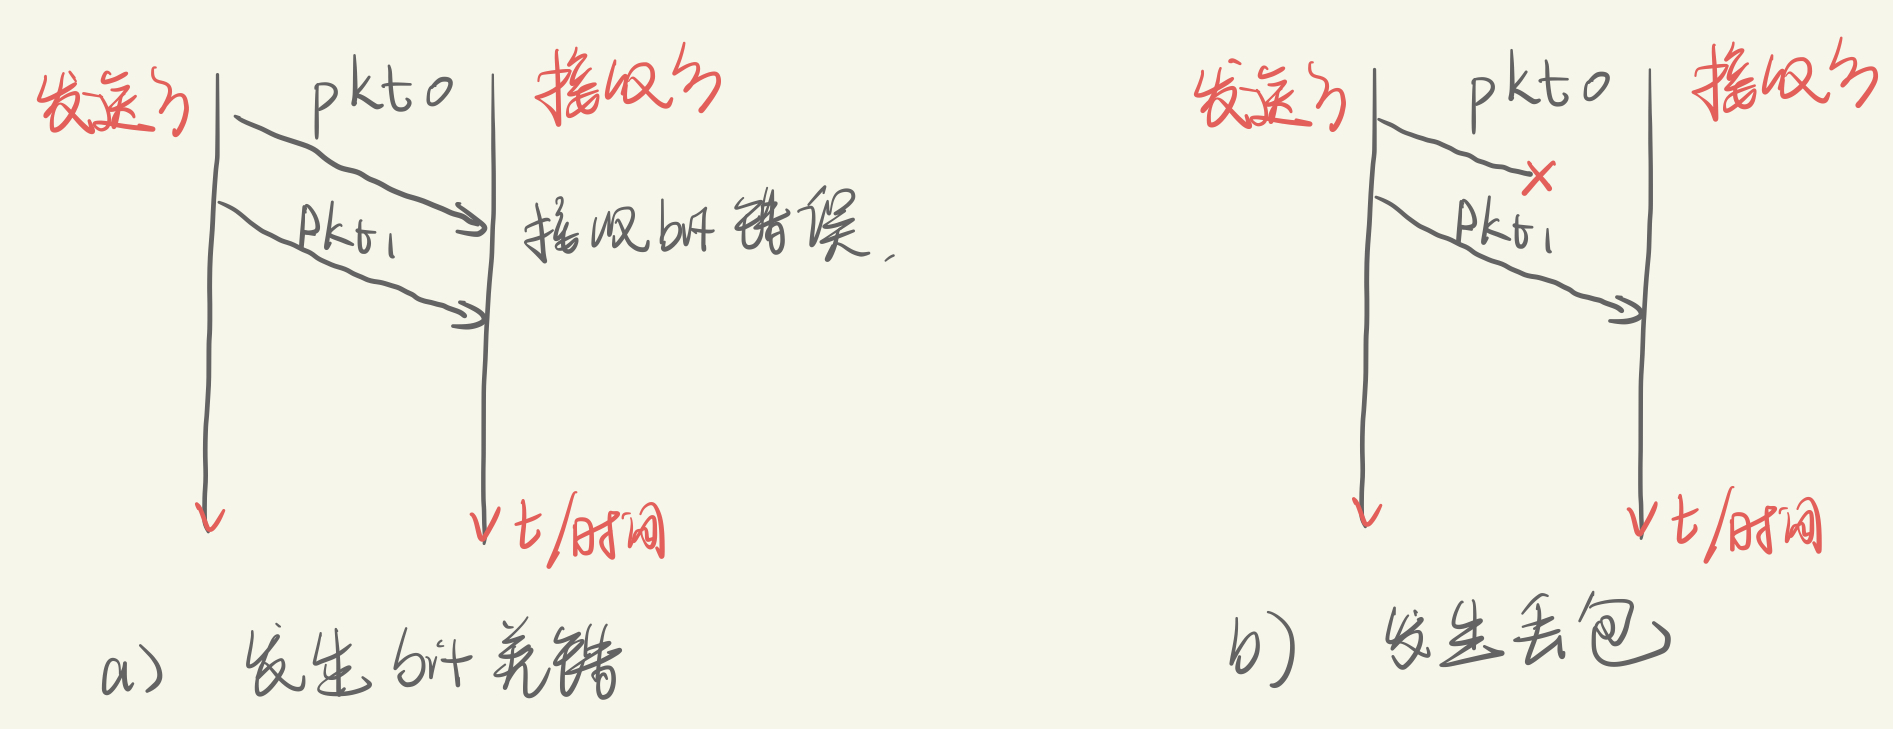 发送方 pkt0 接收方
接收bit错误.
pkt1
t/时间
a) 发生bit差错
发送方 pkt0 接收方
pkt1
t/时间
b) 发生丢包